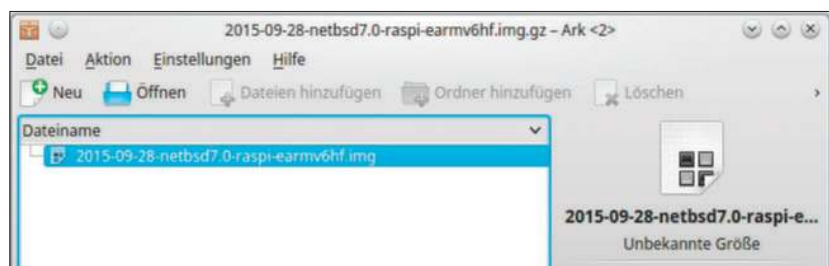 2015-09-28-netbsd7.0-raspi-earmv6hf.img.gz – Ark <2>
Datei Aktion Einstellungen Hilfe
Neu Öffnen Dateien hinzufügen Ordner hinzufügen Löschen
Dateiname
2015-09-28-netbsd7.0-raspi-earmv6hf.img
2015-09-28-netbsd7.0-raspi-e...
Unbekannte Größe